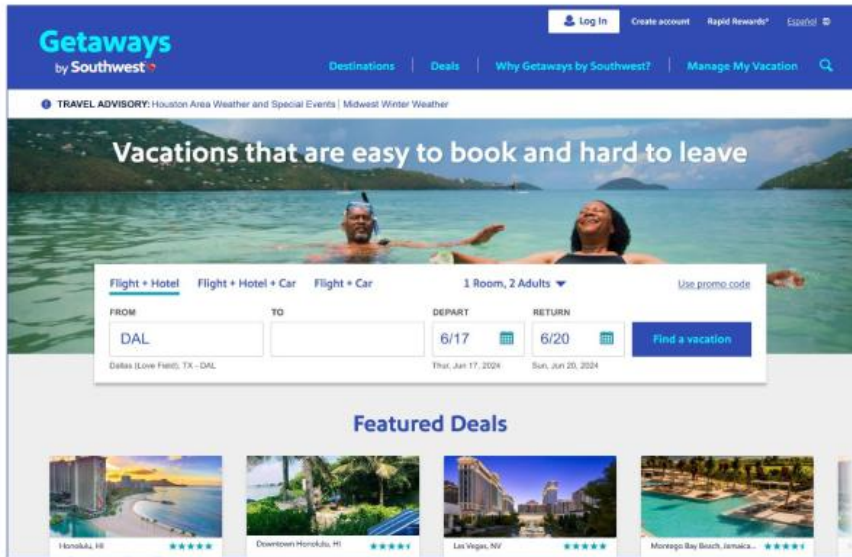 Log In Create account Rapid Rewards® Español
Getaways
by Southwest
Destinations | Deals | Why Getaways by Southwest? | Manage My Vacation
TRAVEL ADVISORY: Houston Area Weather and Special Events | Midwest Winter Weather
Vacations that are easy to book and hard to leave
Flight + Hotel Flight + Hotel + Car Flight + Car 1 Room, 2 Adults Use promo code
FROM TO DEPART RETURN
DAL 6/17 6/20 Find a vacation
Dallas (Love Field), TX - DAL Thur, Jun 17, 2024 Sun, Jun 20, 2024
Featured Deals
Honolulu, HI Downtown Honolulu, HI Las Vegas, NV Montego Bay Beach, Jamaica...